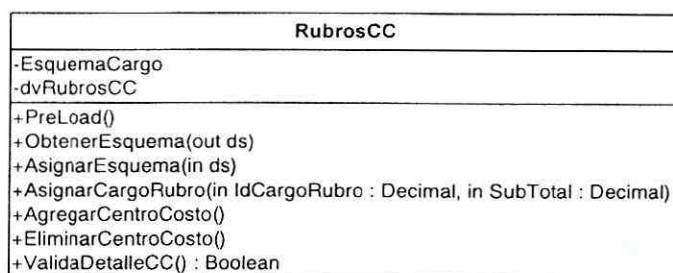 RubrosCC
-EsquemaCargo
-dvRubrosCC
+PreLoad()
+ObtenerEsquema(out ds)
+AsignarEsquema(in ds)
+AsignarCargoRubro(in IdCargoRubro : Decimal, in SubTotal : Decimal)
+AgregarCentroCosto()
+EliminarCentroCosto()
+ValidaDetalleCC() : Boolean